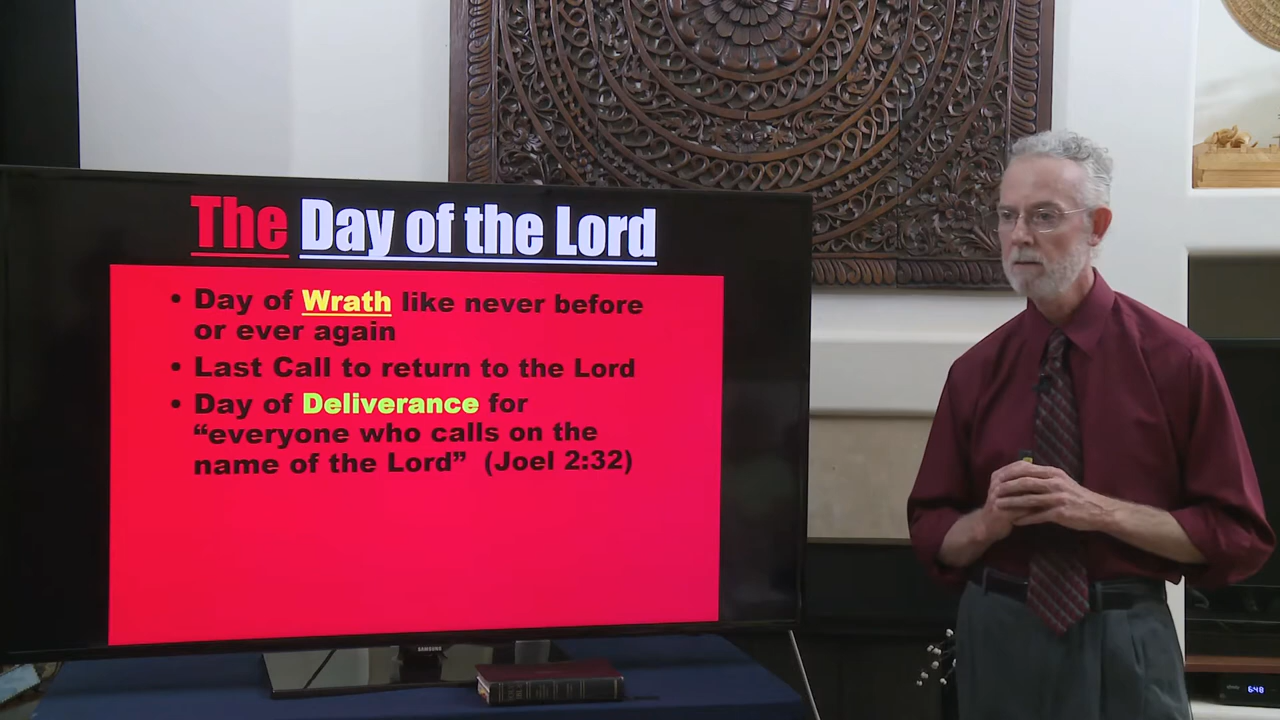 The Day of the Lord
• Day of Wrath like never before
or ever again
• Last Call to return to the Lord
• Day of Deliverance for
“everyone who calls on the
name of the Lord” (Joel 2:32)
SAMSUNG
648